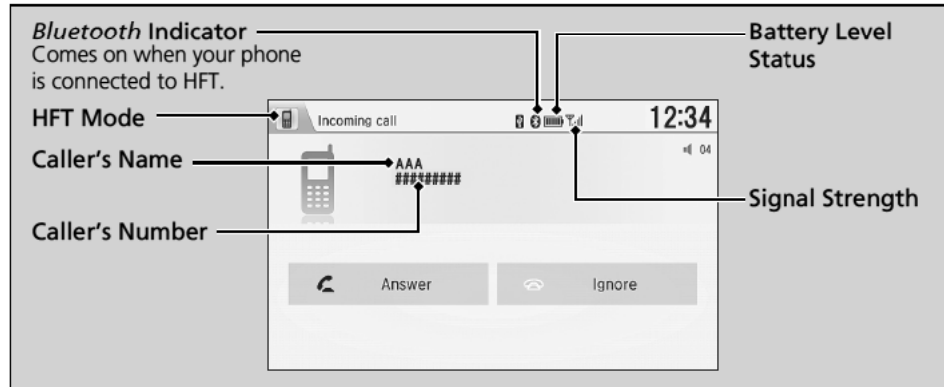 Bluetooth Indicator
Comes on when your phone
is connected to HFT.
Battery Level
Status
HFT Mode
Incoming call
12:34
04
Caller's Name
AAA
#########
Signal Strength
Caller's Number
Answer
Ignore